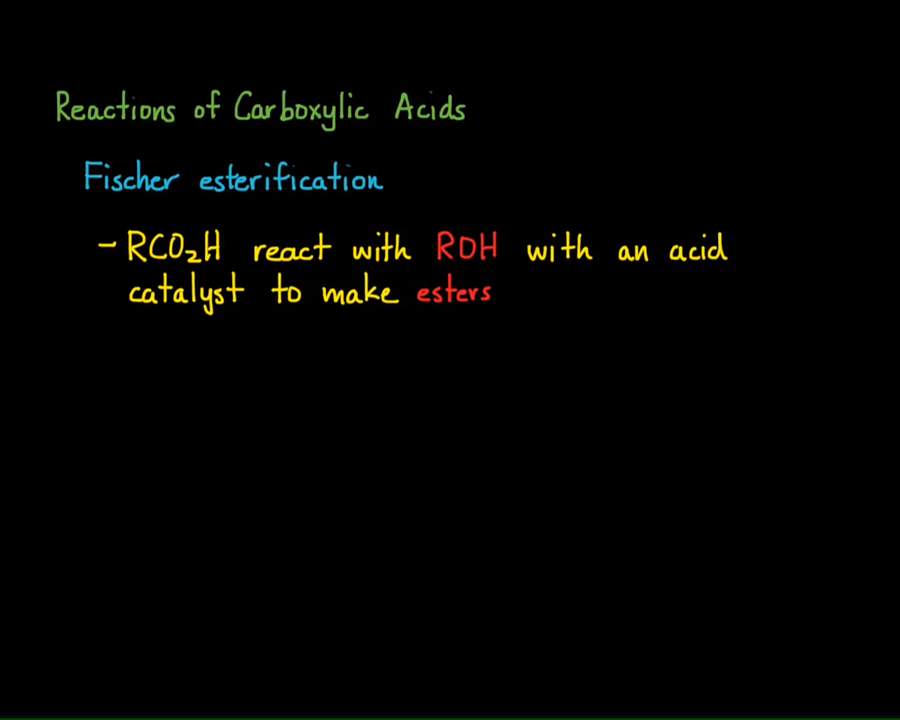 Reactions of Carboxylic Acids
Fischer esterification
- RCO₂H react with ROH with an acid
catalyst to make esters